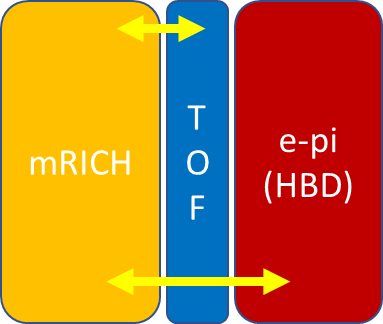 mRICH
T
O
F
e-pi
(HBD)